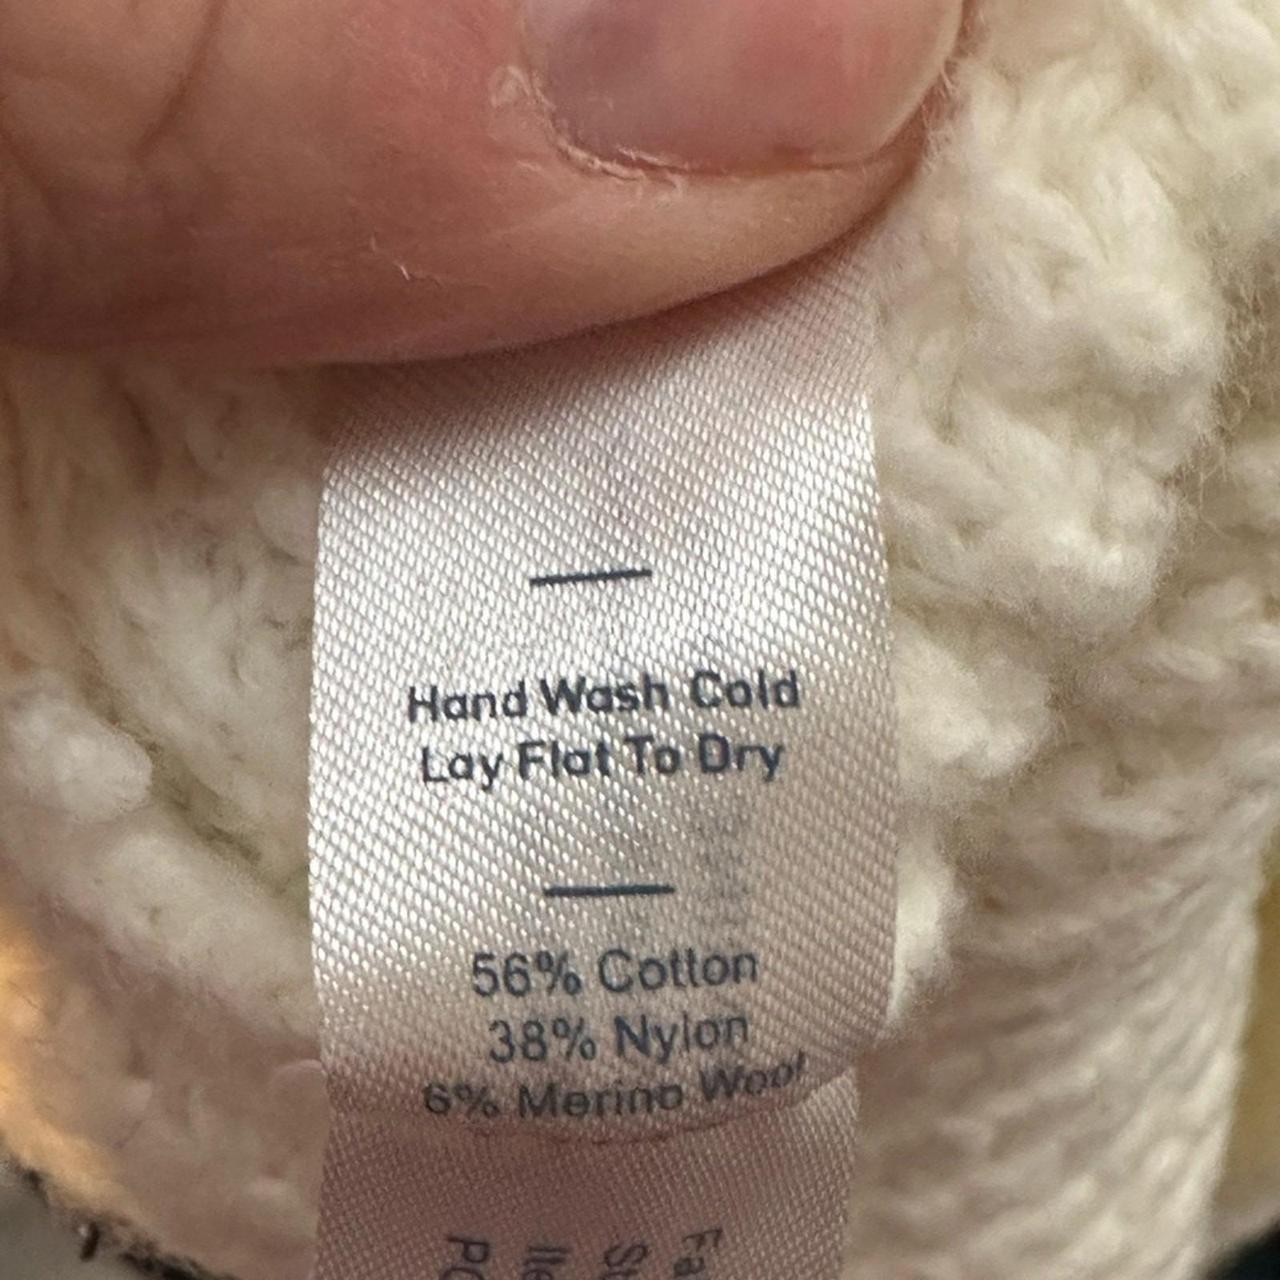 Hand Wash Cold
Lay Flat To Dry
56% Cotton
38% Nylon
6% Merino Wool